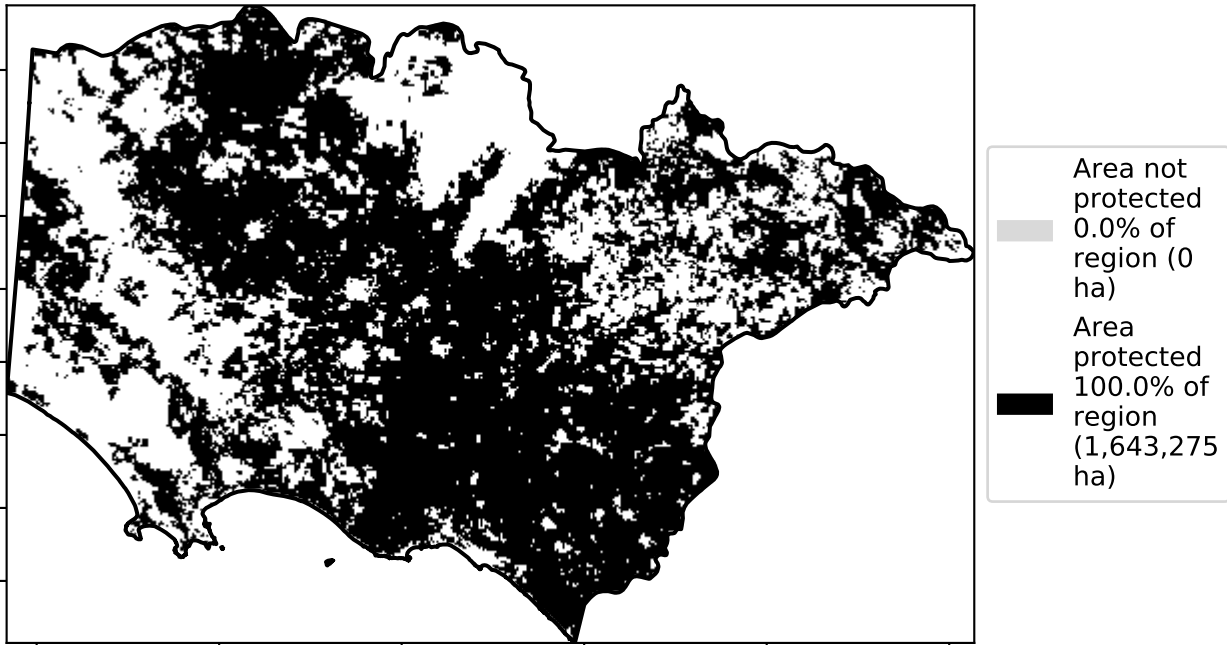 Area not
protected
0.0% of
region (0
ha)
Area
protected
100.0% of
region
(1,643,275
ha)